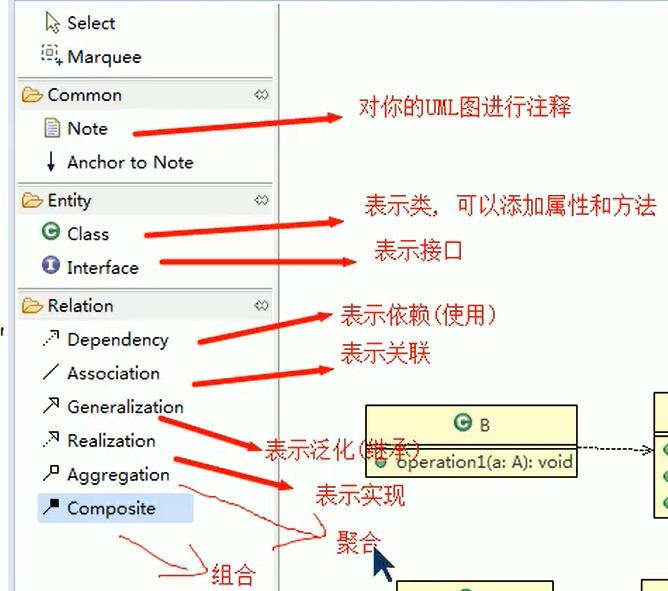 Select
Marquee
Common
Note
对你的UML图进行注释
Anchor to Note
Entity
Class
表示类, 可以添加属性和方法
Interface
表示接口
Relation
Dependency
表示依赖(使用)
Association
表示关联
Generalization
Realization
表示泛化(继承)
Aggregation
表示实现
Composite
聚合
组合
B
operation1(a: A): void